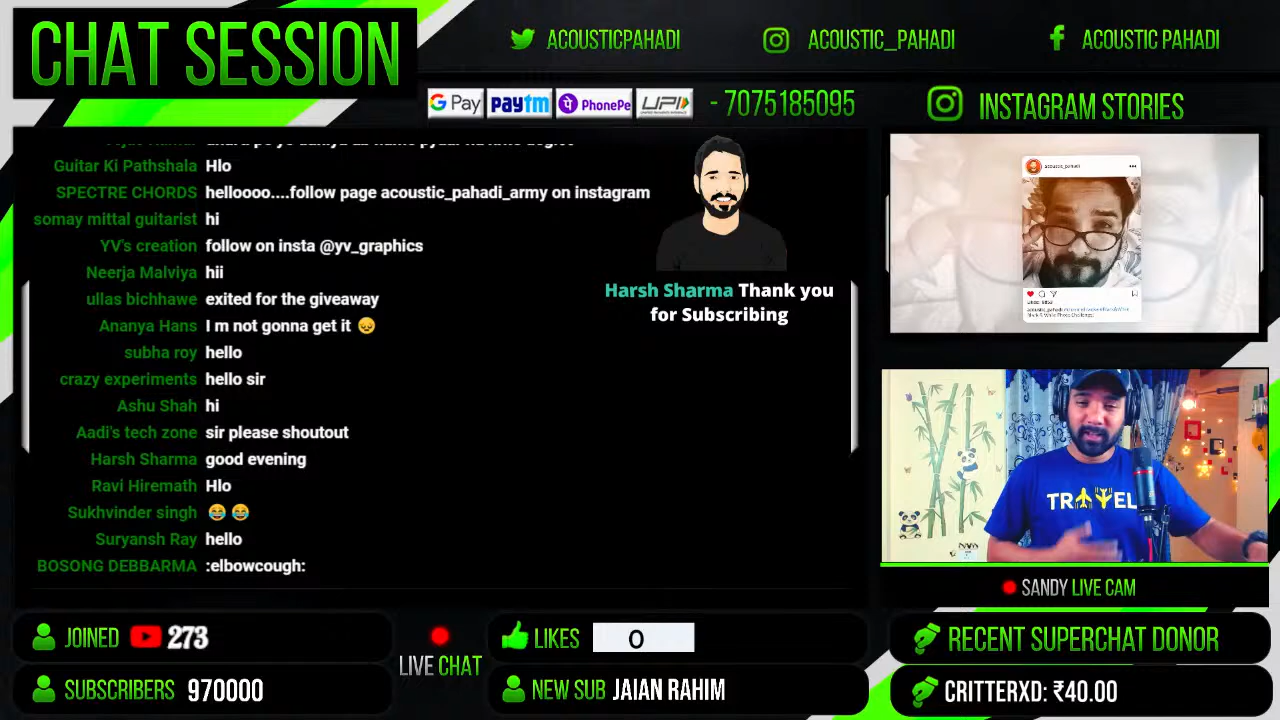 CHAT SESSION
ACOUSTICPAHADI
ACOUSTIC_PAHADI
ACOUSTIC PAHADI
G Pay
paytm
PhonePe
UPI
- 7075185095
INSTAGRAM STORIES
Guitar Ki Pathshala Hlo
SPECTRE CHORDS helloooo....follow page acoustic_pahadi_army on instagram
somay mittal guitarist hi
YV's creation follow on insta @yv_graphics
Neerja Malviya hii
ullas bichhawe exited for the giveaway
Ananya Hans I m not gonna get it 😞
subha roy hello
crazy experiments hello sir
Ashu Shah hi
Aadi's tech zone sir please shoutout
Harsh Sharma good evening
Ravi Hiremath Hlo
Sukhvinder singh 😂 😂
Suryansh Ray hello
BOSONG DEBBARMA :elbowcough:
Harsh Sharma Thank you
for Subscribing
acoustic_pahadi
TRAVEL
SANDY LIVE CAM
JOINED 273
SUBSCRIBERS 970000
LIVE CHAT
LIKES 0
NEW SUB JAIAN RAHIM
RECENT SUPERCHAT DONOR
CRITTERXD: ₹40.00